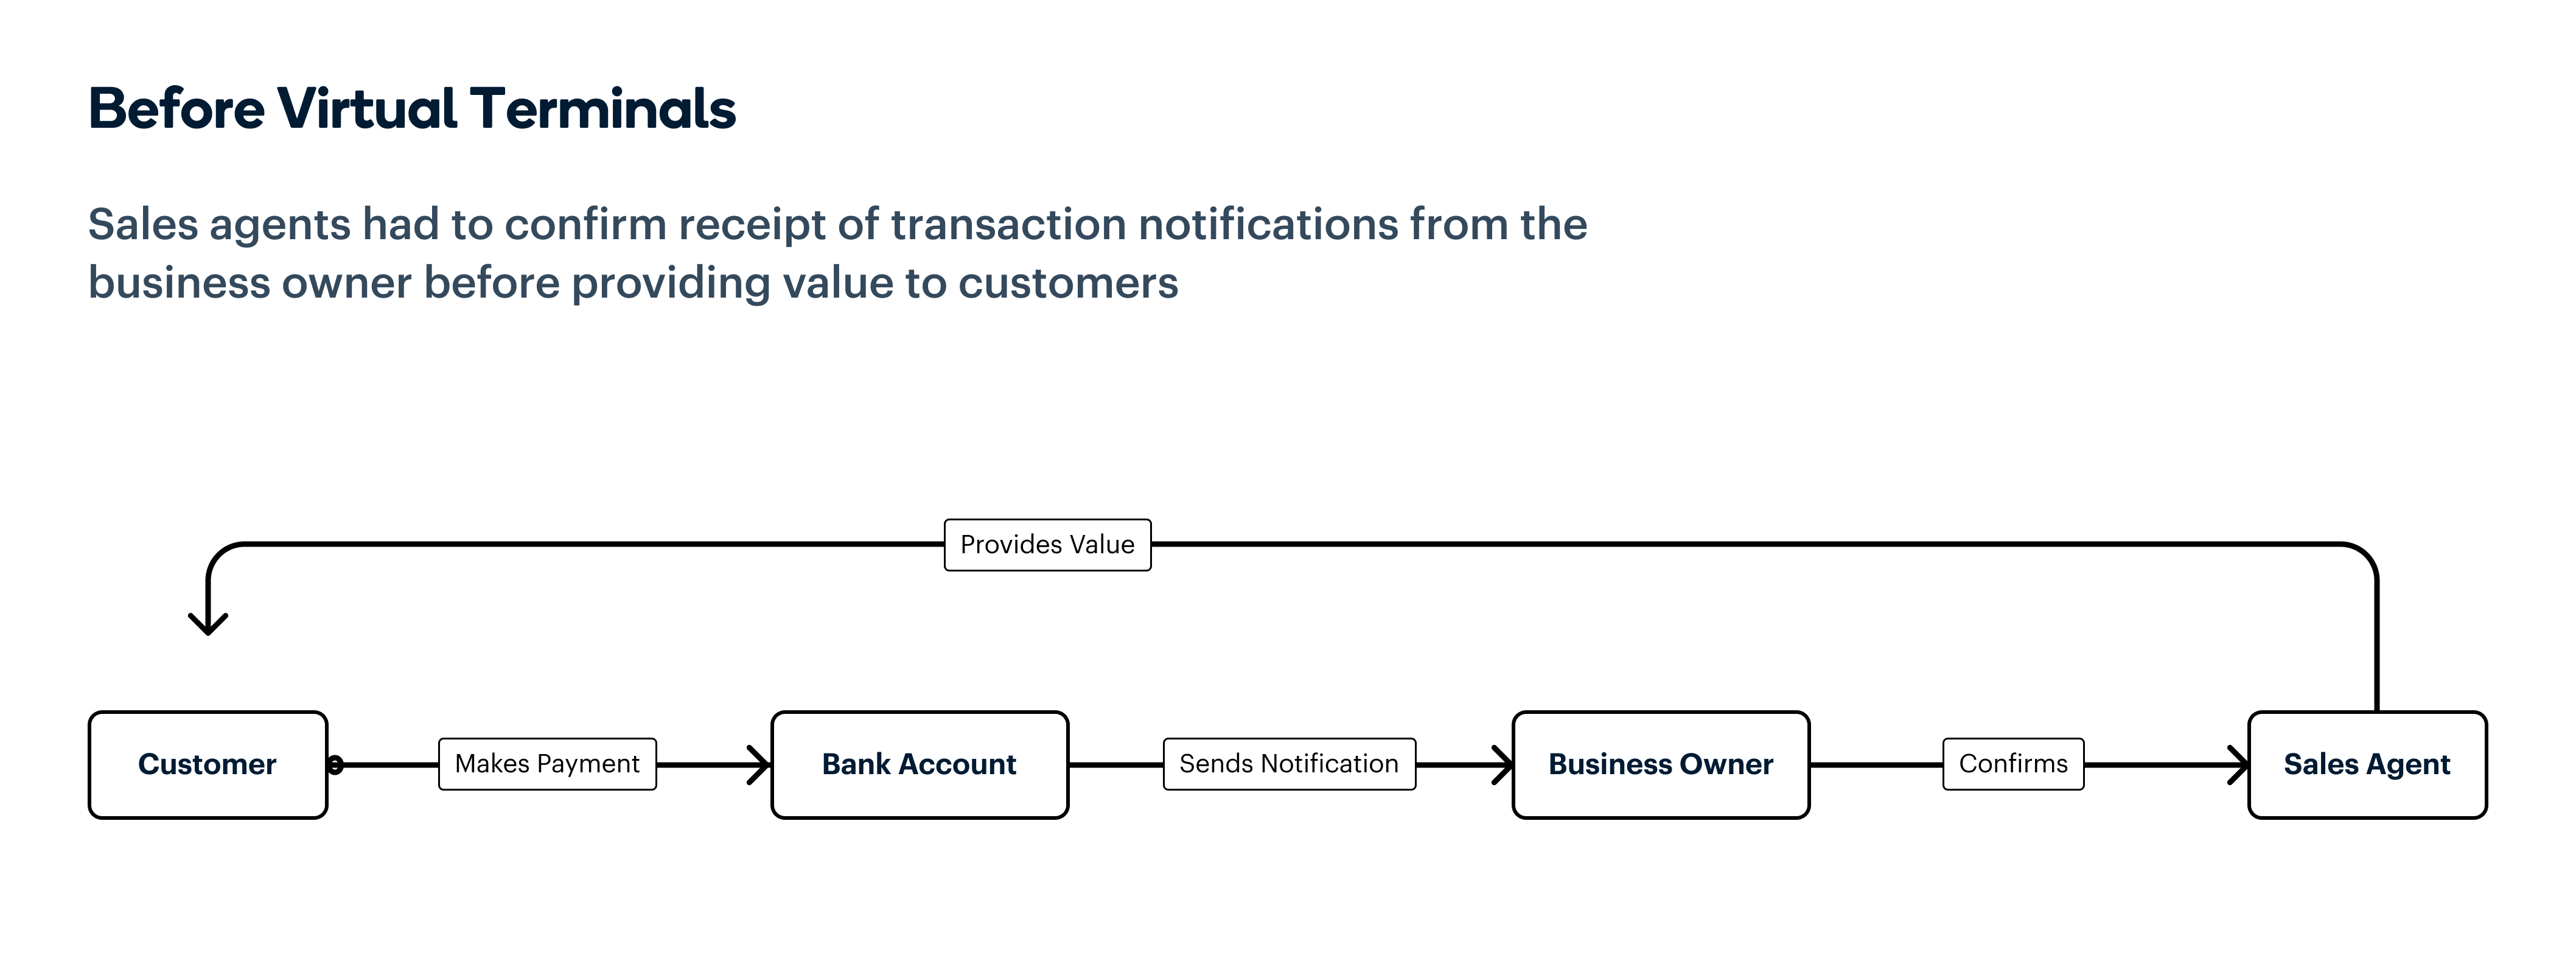 Before Virtual Terminals
Sales agents had to confirm receipt of transaction notifications from the
business owner before providing value to customers
Provides Value
Customer
Makes Payment
Bank Account
Sends Notification
Business Owner
Confirms
Sales Agent